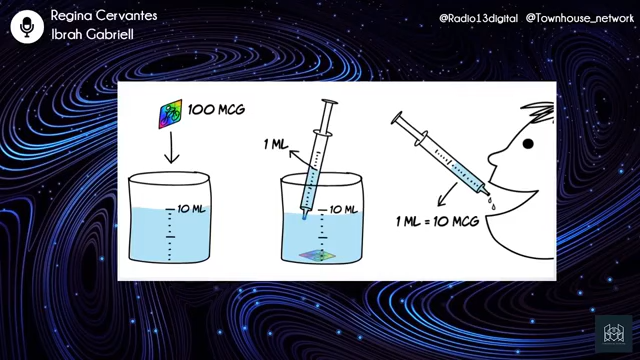 Regina Cervantes
Ibrah Gabriell
@Radio13digital @Townhouse_network
100 MCG
10 ML
1 ML
10 ML
1 ML = 10 MCG